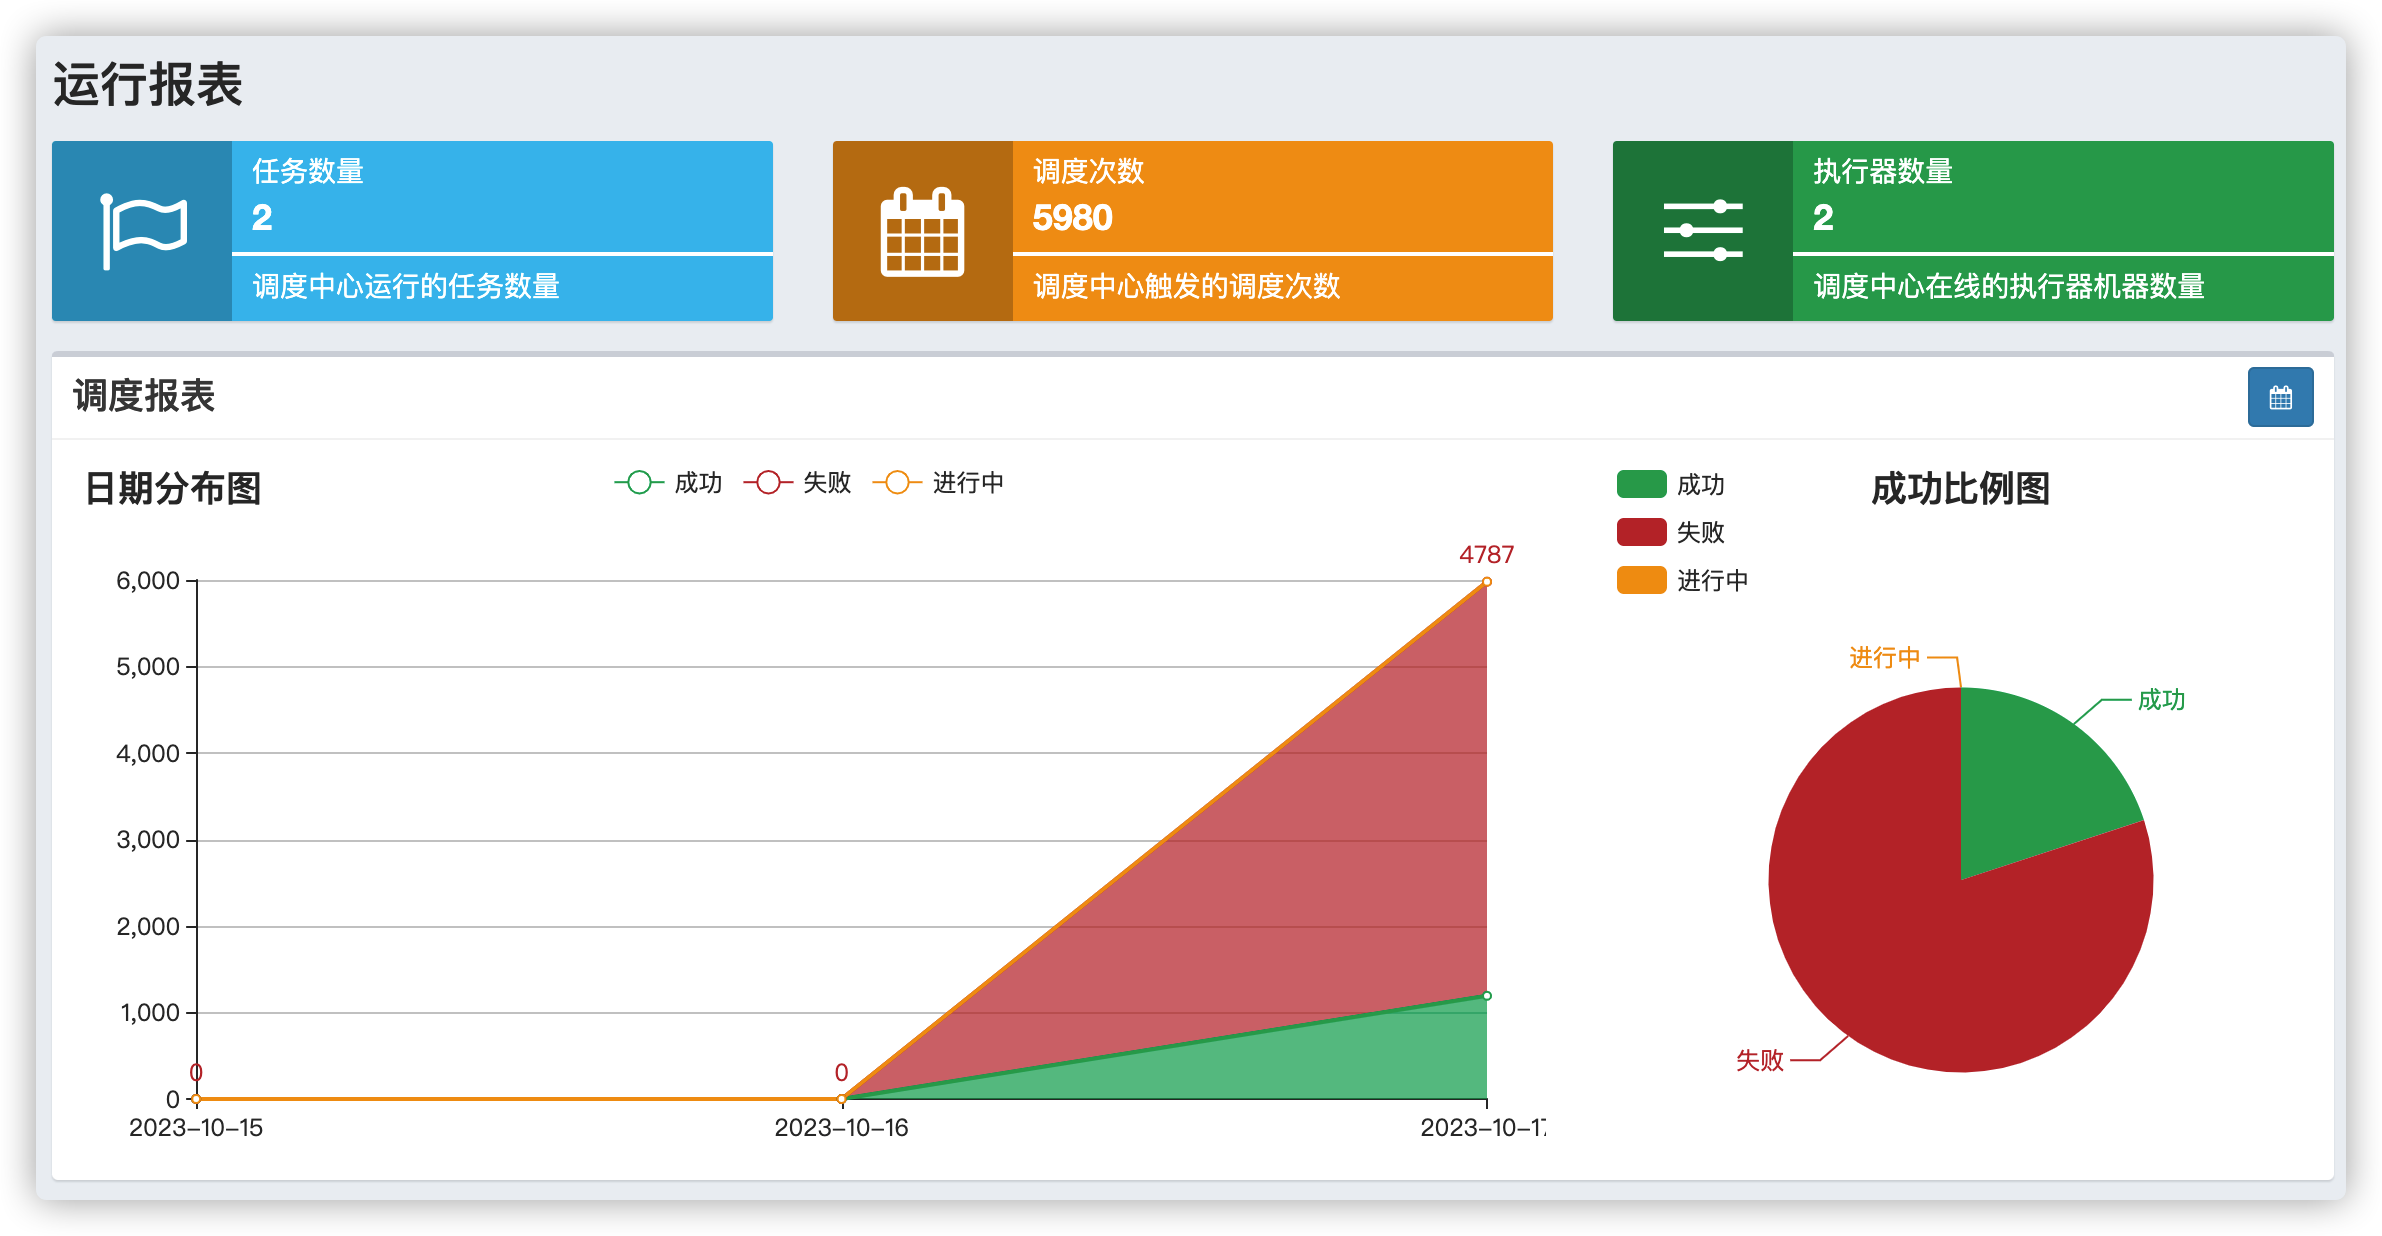 运行报表
任务数量
2
调度中心运行的任务数量
调度次数
5980
调度中心触发的调度次数
执行器数量
2
调度中心在线的执行器机器数量
调度报表
日期分布图
成功 失败 进行中
4787
6,000
5,000
4,000
3,000
2,000
1,000
0
0
0
2023-10-15
2023-10-16
2023-10-17
成功
失败
进行中
成功比例图
进行中
成功
失败